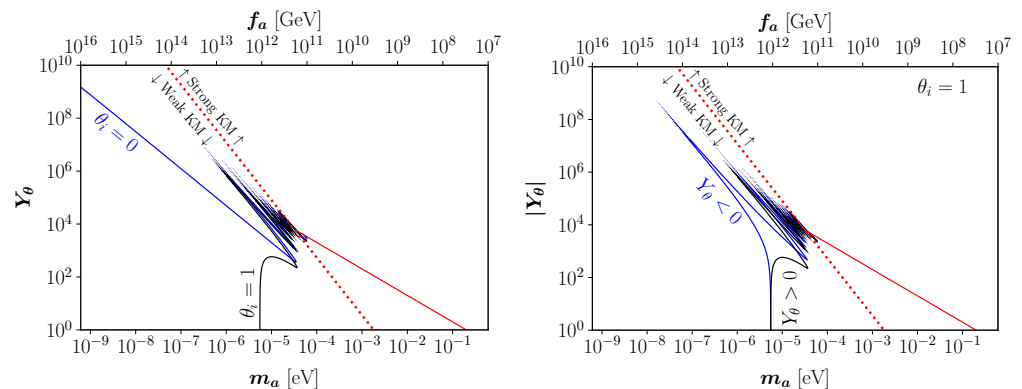 f_a [GeV]
10^16 10^15 10^14 10^13 10^12 10^11 10^10 10^9 10^8 10^7
10^10
10^8
10^6
10^4
10^2
10^0
Y_θ
↑ Strong KM ↑
↓ Weak KM ↓
θ_i = 0
θ_i = 1
10^−9 10^−8 10^−7 10^−6 10^−5 10^−4 10^−3 10^−2 10^−1
m_a [eV]
f_a [GeV]
10^16 10^15 10^14 10^13 10^12 10^11 10^10 10^9 10^8 10^7
10^10
10^8
10^6
10^4
10^2
10^0
|Y_θ|
θ_i = 1
↑ Strong KM ↑
↓ Weak KM ↓
Y_θ < 0
Y_θ > 0
10^−9 10^−8 10^−7 10^−6 10^−5 10^−4 10^−3 10^−2 10^−1
m_a [eV]